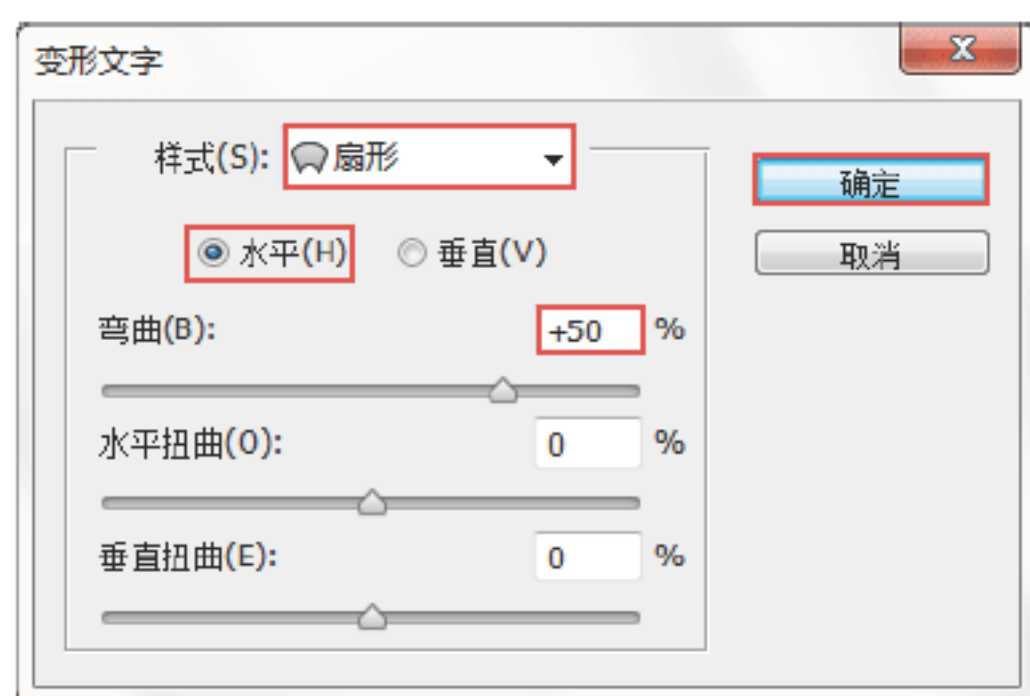 变形文字
样式(S): 扇形
确定
水平(H) 垂直(V)
取消
弯曲(B): +50 %
水平扭曲(O): 0 %
垂直扭曲(E): 0 %